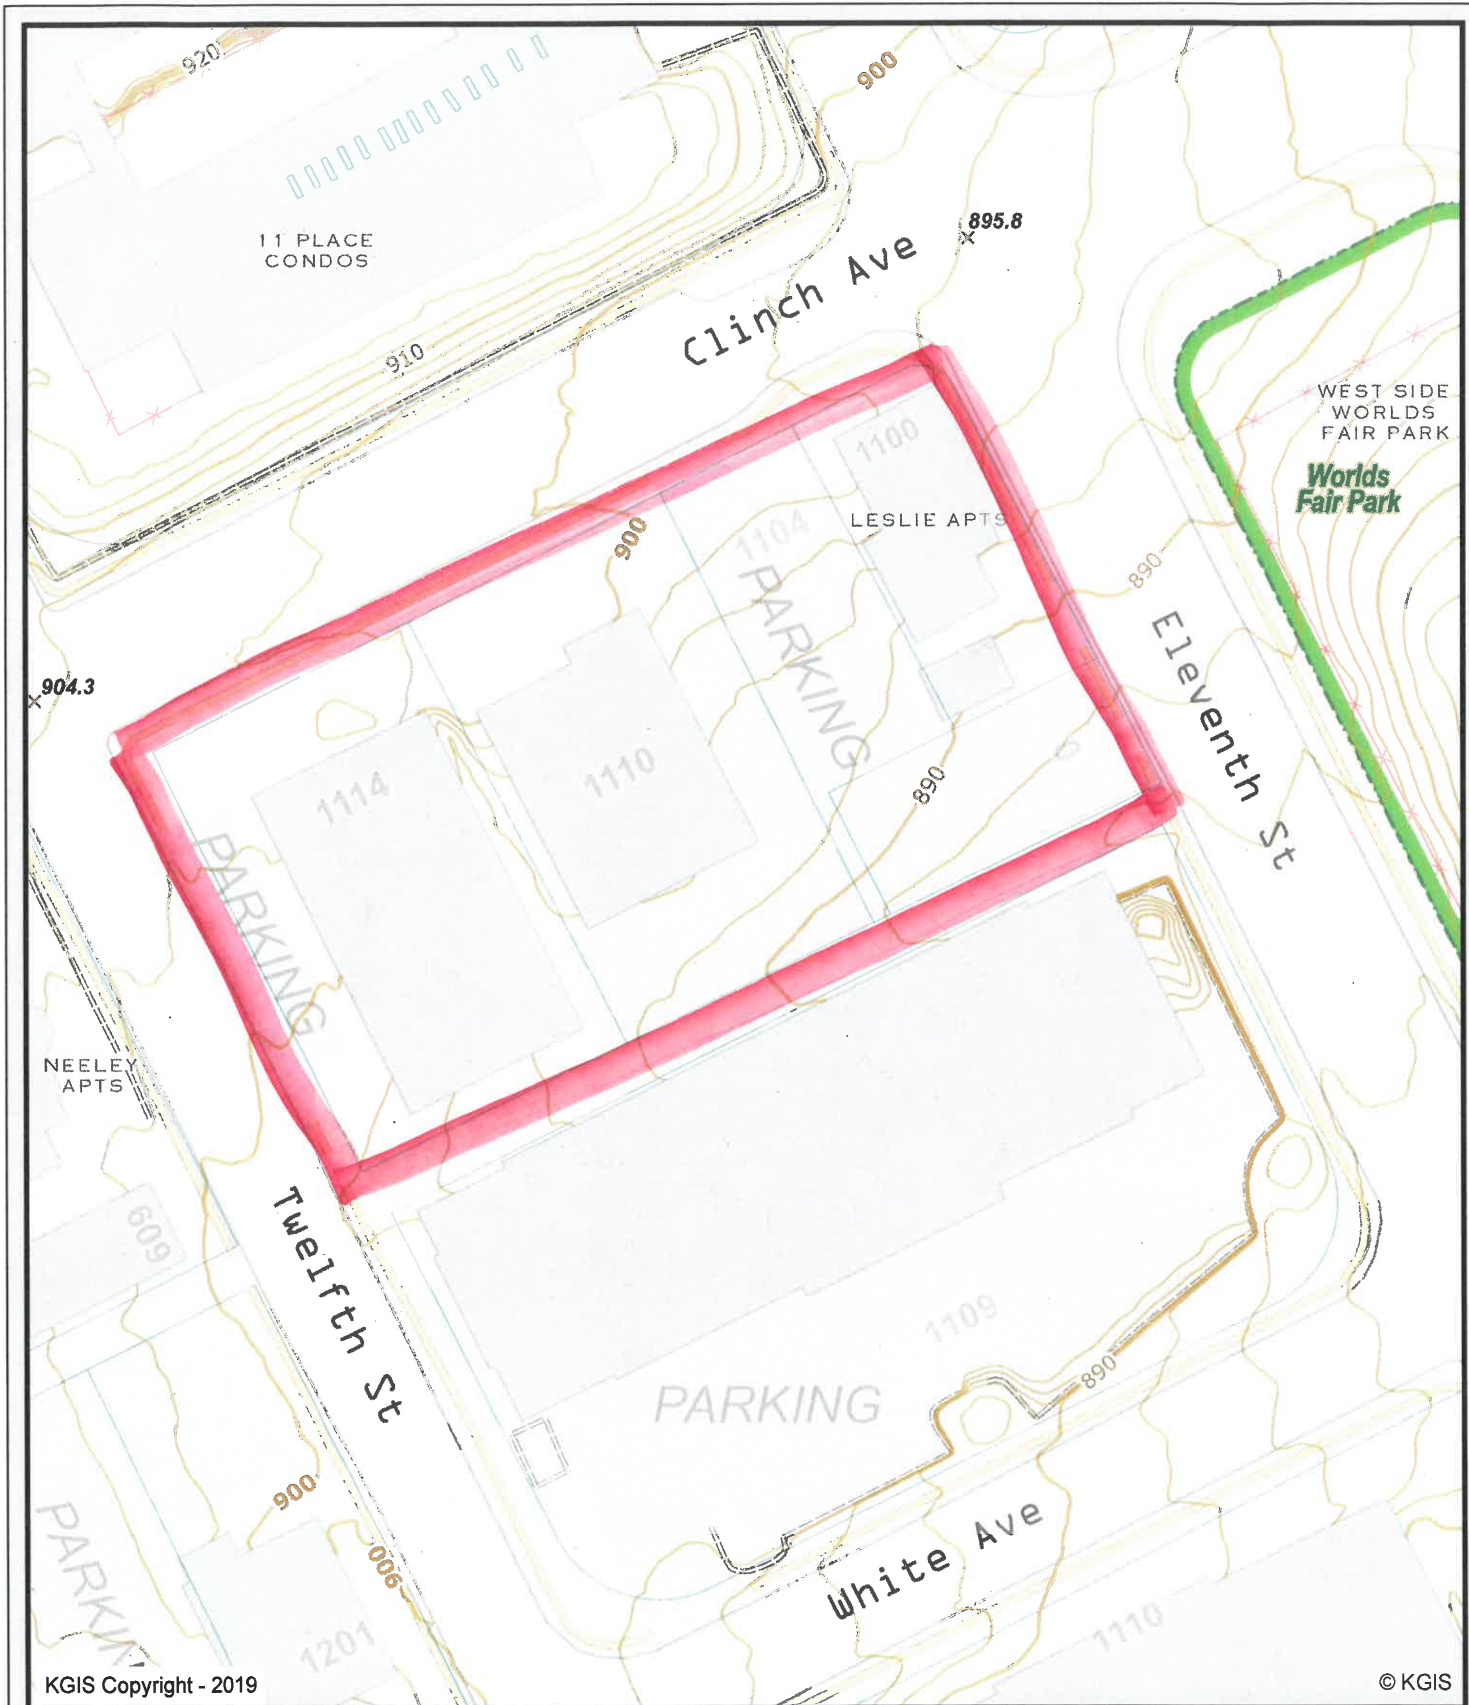 920
900
895.8
11 PLACE
CONDOS
Clinch Ave
910
WEST SIDE
WORLDS
FAIR PARK
Worlds
Fair Park
1100
LESLIE APTS
900
1104
PARKING
890
Eleventh St
904.3
1110
1114
890
PARKING
NEELEY
APTS
609
Twelfth St
1109
890
PARKING
900
900
White Ave
PARKIN
1201
1110
KGIS Copyright - 2019
© KGIS